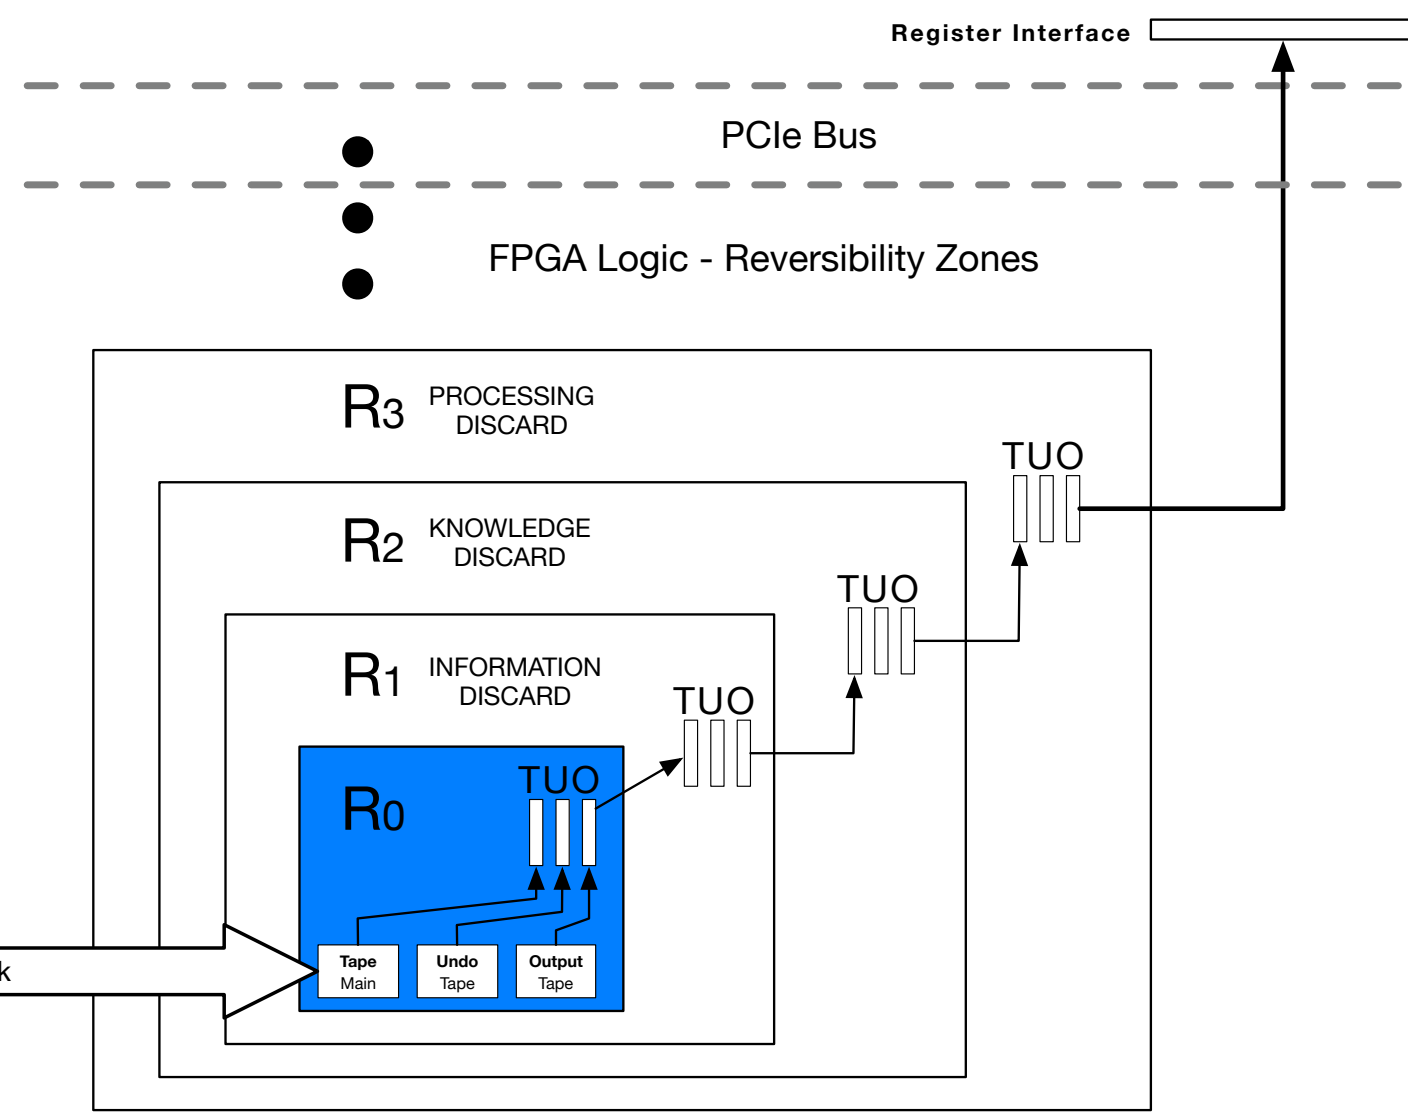 Register Interface
PCIe Bus
FPGA Logic - Reversibility Zones
R3 PROCESSING
DISCARD
TUO
R2 KNOWLEDGE
DISCARD
TUO
R1 INFORMATION
DISCARD
TUO
R0
TUO
Tape
Main
Undo
Tape
Output
Tape